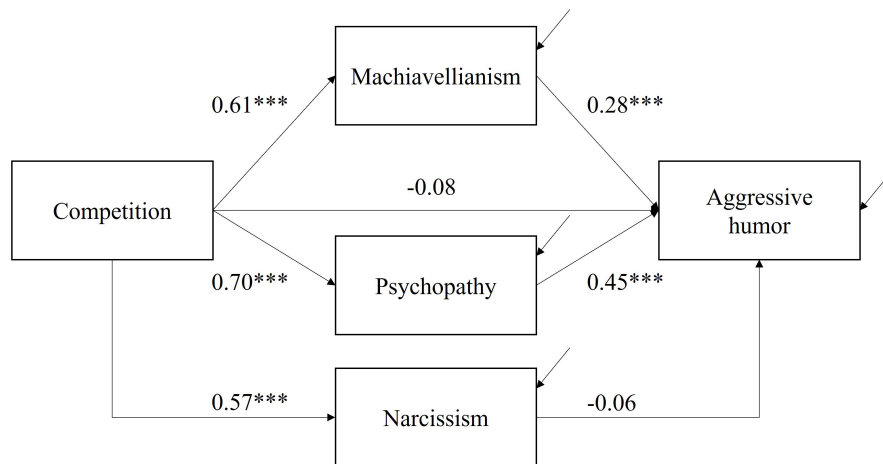 Machiavellianism
0.61***
0.28***
Competition
-0.08
Aggressive
humor
0.70***
Psychopathy
0.45***
0.57***
Narcissism
-0.06